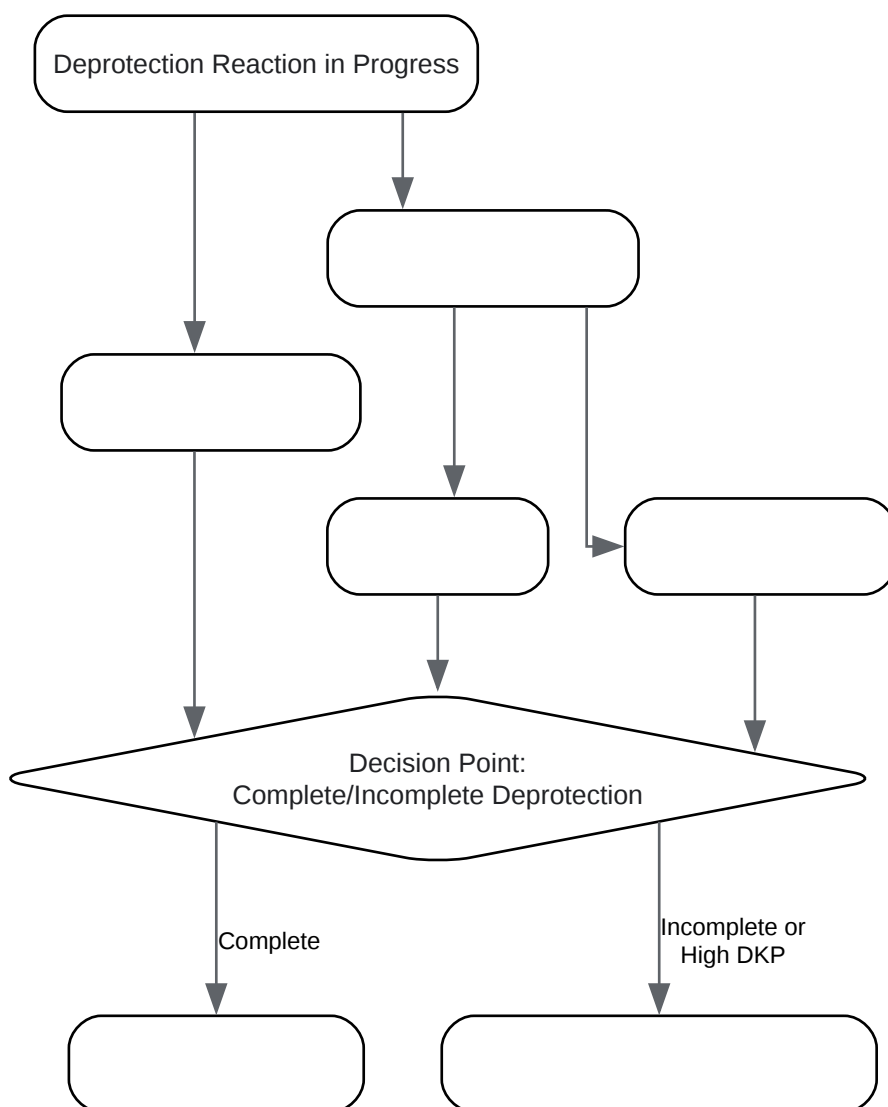 Deprotection Reaction in Progress
Decision Point:
Complete/Incomplete Deprotection
Complete
Incomplete or
High DKP